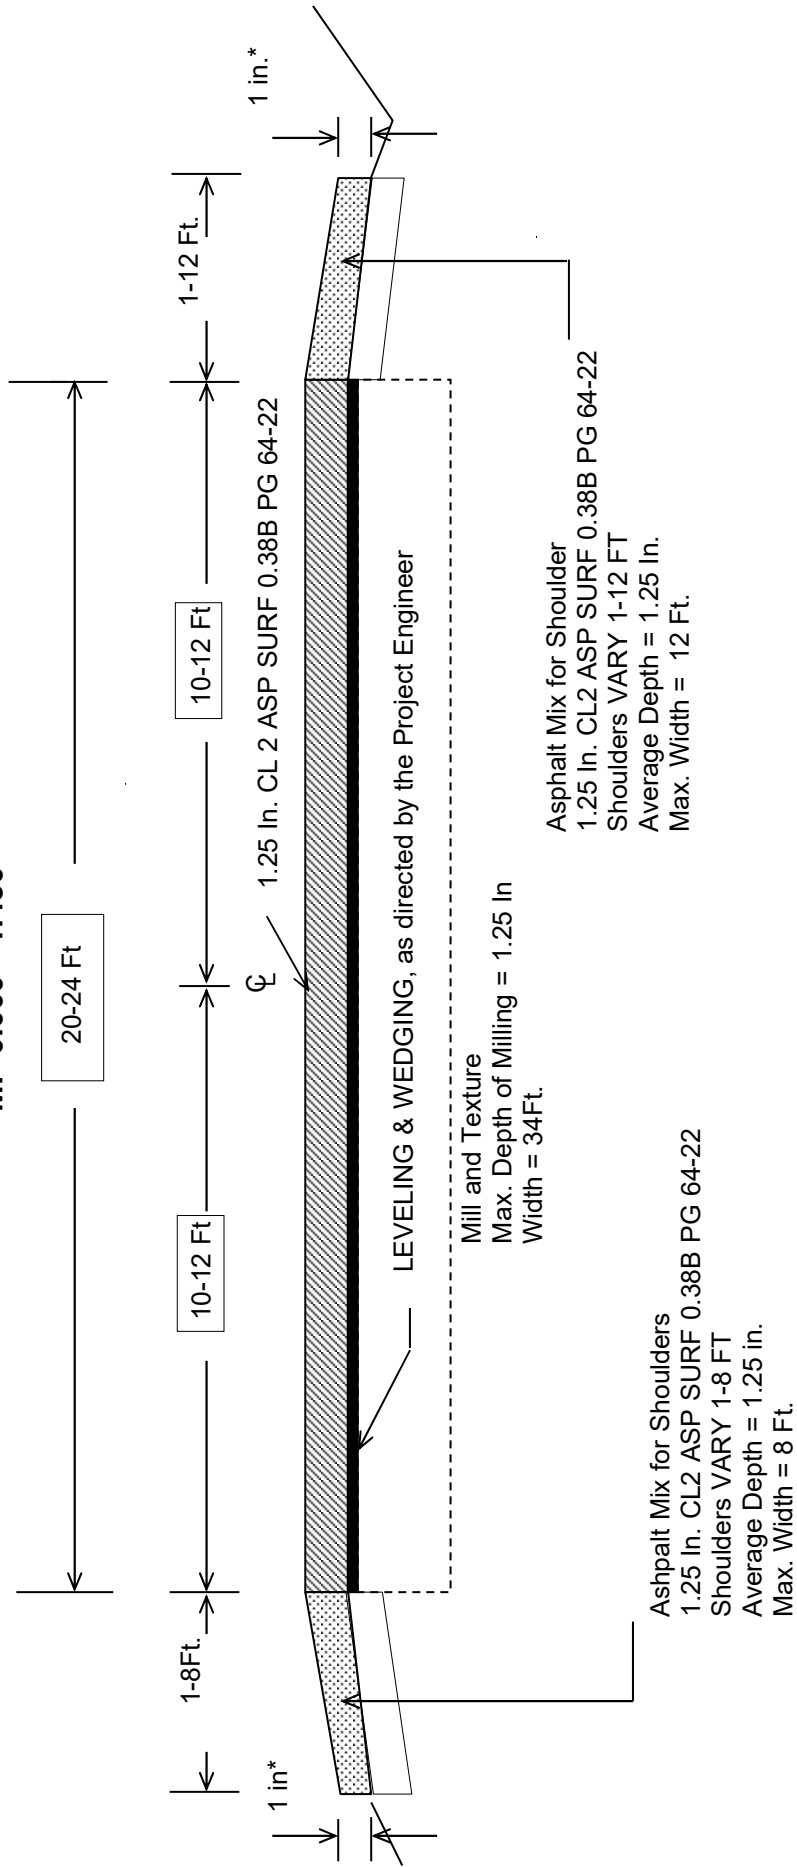 20-24 Ft
1-8Ft.
10-12 Ft
10-12 Ft
1-12 Ft.
1 in*
℄
1.25 In. CL 2 ASP SURF 0.38B PG 64-22
1 in.*
LEVELING & WEDGING, as directed by the Project Engineer
Mill and Texture
Max. Depth of Milling = 1.25 In
Width = 34Ft.
Asphalt Mix for Shoulder
1.25 In. CL2 ASP SURF 0.38B PG 64-22
Shoulders VARY 1-12 FT
Average Depth = 1.25 In.
Max. Width = 12 Ft.
Ashpalt Mix for Shoulders
1.25 In. CL2 ASP SURF 0.38B PG 64-22
Shoulders VARY 1-8 FT
Average Depth = 1.25 in.
Max. Width = 8 Ft.